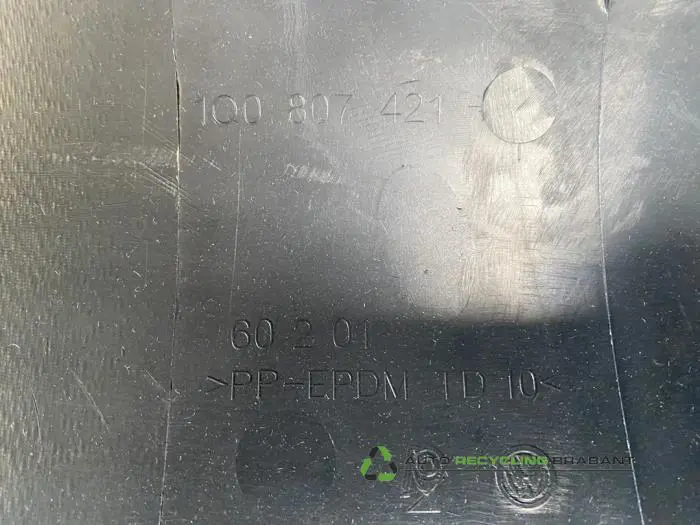 1Q0 807 421
60 2 01
>PP-EPDM TD 10<
AUTO RECYCLING BRABANT